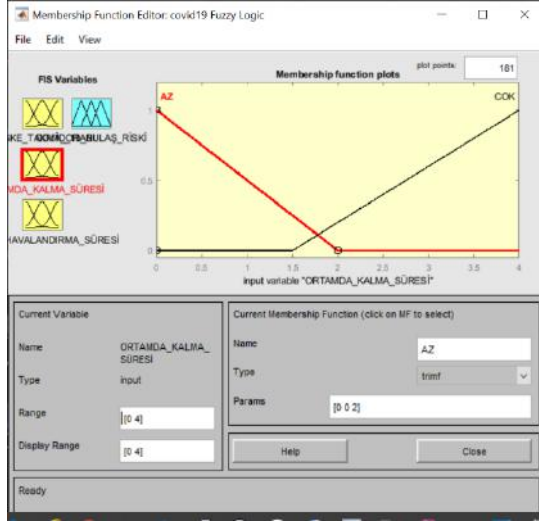 Membership Function Editor: covid19 Fuzzy Logic
File Edit View
FIS Variables
Membership function plots
plot points: 181
AZ
COK
BULAŞ_RİSKİ
MDA_KALMA_SÜRESİ
HAVALANDIRMA_SÜRESİ
1
0.5
0
0 0.5 1 1.5 2 2.5 3 3.5 4
input variable "ORTAMDA_KALMA_SÜRESİ"
Current Variable
Name ORTAMDA_KALMA_
SÜRESİ
Type input
Range [0 4]
Display Range [0 4]
Current Membership Function (click on MF to select)
Name AZ
Type trimf
Params [0 0 2]
Help Close
Ready